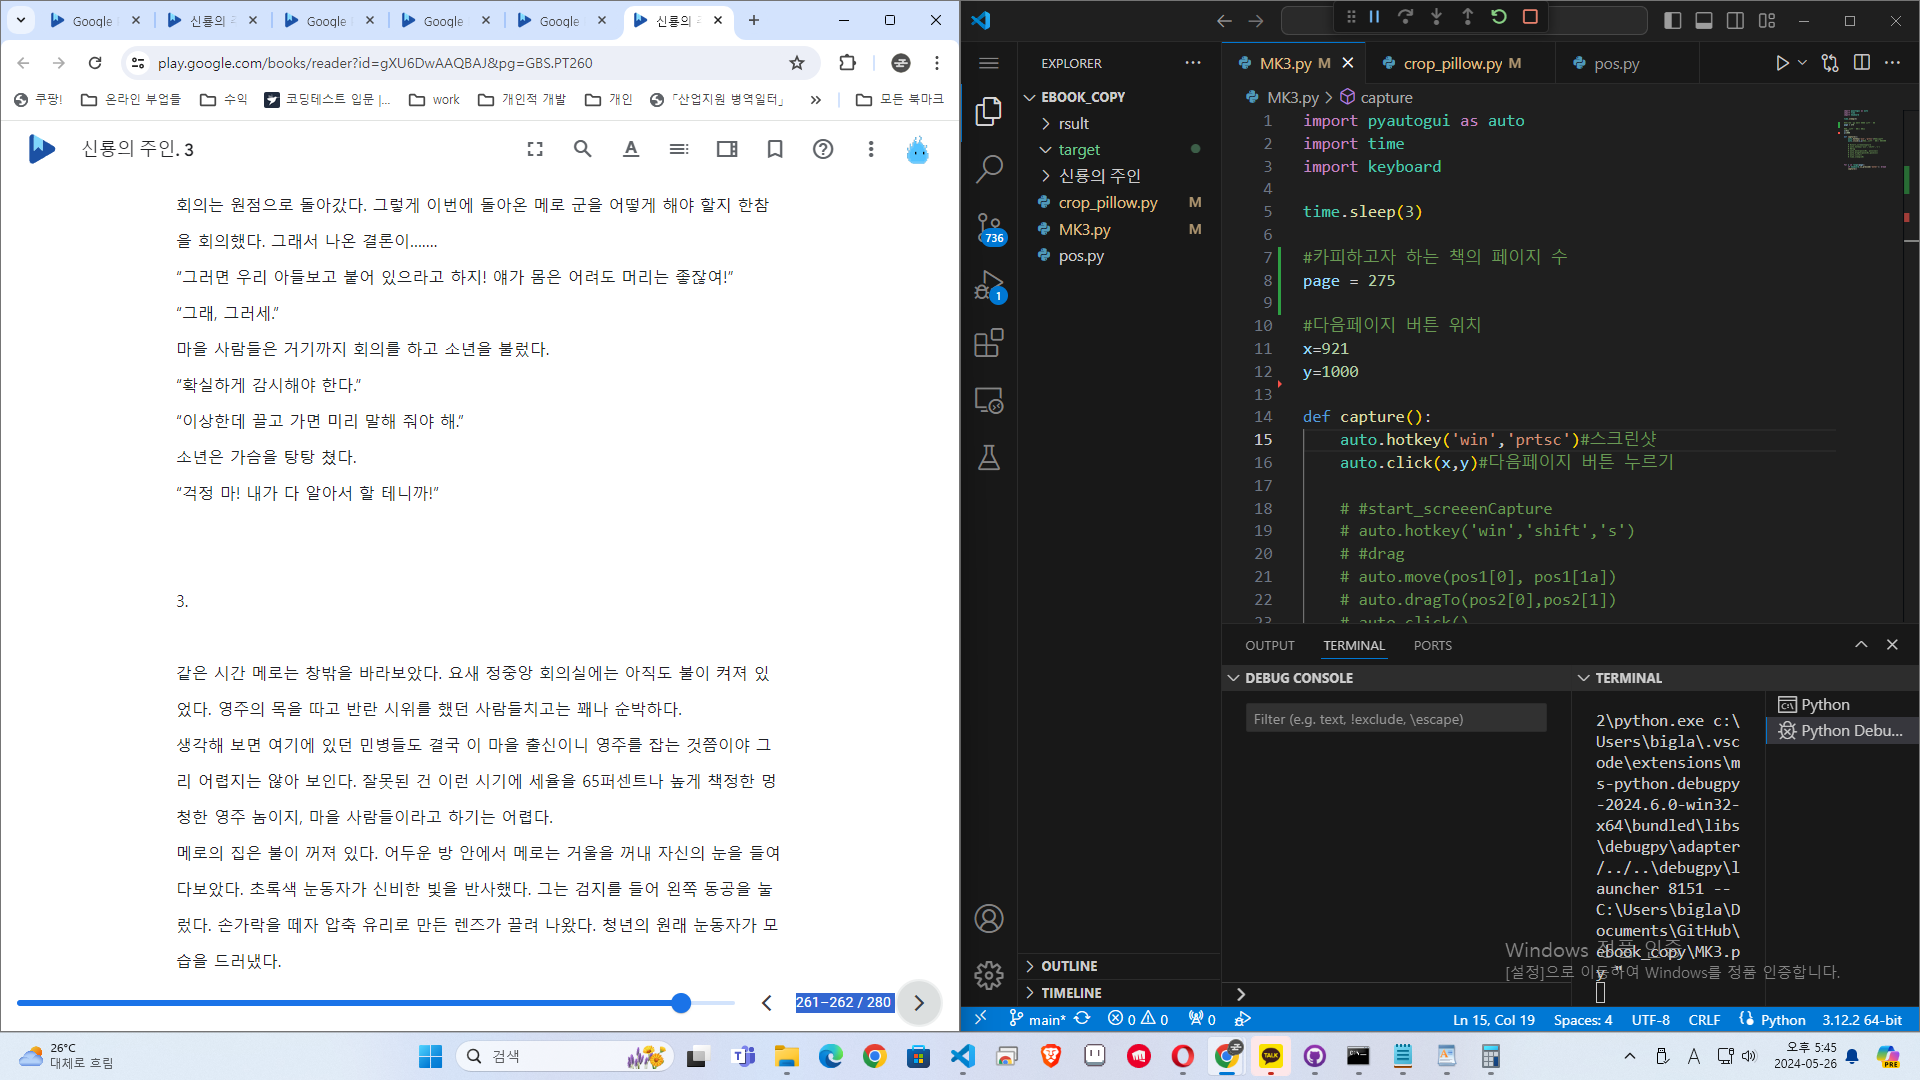 Google
신룡의 주
Google
Google
Google
신룡의 주
play.google.com/books/reader?id=gXU6DwAAQBAJ&pg=GBS.PT260
쿠팡!
온라인 부업들
수익
코딩테스트 입문 |...
work
개인적 개발
개인
「산업지원 병역일터」
모든 북마크
신룡의 주인. 3
회의는 원점으로 돌아갔다. 그렇게 이번에 돌아온 메로 군을 어떻게 해야 할지 한참
을 회의했다. 그래서 나온 결론이…….
“그러면 우리 아들보고 붙어 있으라고 하지! 얘가 몸은 어려도 머리는 좋잖여!”
“그래, 그러세.”
마을 사람들은 거기까지 회의를 하고 소년을 불렀다.
“확실하게 감시해야 한다.”
“이상한데 끌고 가면 미리 말해 줘야 해.”
소년은 가슴을 탕탕 쳤다.
“걱정 마! 내가 다 알아서 할 테니까!”
3.
같은 시간 메로는 창밖을 바라보았다. 요새 정중앙 회의실에는 아직도 불이 켜져 있
었다. 영주의 목을 따고 반란 시위를 했던 사람들치고는 꽤나 순박하다.
생각해 보면 여기에 있던 민병들도 결국 이 마을 출신이니 영주를 잡는 것쯤이야 그
리 어렵지는 않아 보인다. 잘못된 건 이런 시기에 세율을 65퍼센트나 높게 책정한 멍
청한 영주 놈이지, 마을 사람들이라고 하기는 어렵다.
메로의 집은 불이 꺼져 있다. 어두운 방 안에서 메로는 거울을 꺼내 자신의 눈을 들여
다보았다. 초록색 눈동자가 신비한 빛을 반사했다. 그는 검지를 들어 왼쪽 동공을 눌
렀다. 손가락을 떼자 압축 유리로 만든 렌즈가 끌려 나왔다. 청년의 원래 눈동자가 모
습을 드러냈다.
261–262 / 280
EXPLORER
EBOOK_COPY
rsult
target
신룡의 주인
crop_pillow.py M
MK3.py M
pos.py
736
1
OUTLINE
TIMELINE
MK3.py M
crop_pillow.py M
pos.py
MK3.py > capture
1 import pyautogui as auto
2 import time
3 import keyboard
4
5 time.sleep(3)
6
7 #카피하고자 하는 책의 페이지 수
8 page = 275
9
10 #다음페이지 버튼 위치
11 x=921
12 y=1000
13
14 def capture():
15 auto.hotkey('win','prtsc')#스크린샷
16 auto.click(x,y)#다음페이지 버튼 누르기
17
18 # #start_screeenCapture
19 # auto.hotkey('win','shift','s')
20 # #drag
21 # auto.move(pos1[0], pos1[1a])
22 # auto.dragTo(pos2[0],pos2[1])
23 # auto.click()
OUTPUT
TERMINAL
PORTS
DEBUG CONSOLE
Filter (e.g. text, !exclude, \escape)
TERMINAL
2\python.exe c:\
Users\bigla\.vsc
ode\extensions\m
s-python.debugpy
-2024.6.0-win32-
x64\bundled\libs
\debugpy\adapter
/../..\debugpy\l
auncher 8151 --
C:\Users\bigla\D
ocuments\GitHub\
ebook_copy\MK3.p
y "
Python
Python Debu...
Windows 정품 인증
[설정]으로 이동하여 Windows를 정품 인증합니다.
main*
0
0
0
Ln 15, Col 19
Spaces: 4
UTF-8
CRLF
Python
3.12.2 64-bit
26°C
대체로 흐림
검색
TALK
A
오후 5:45
2024-05-26
PRE